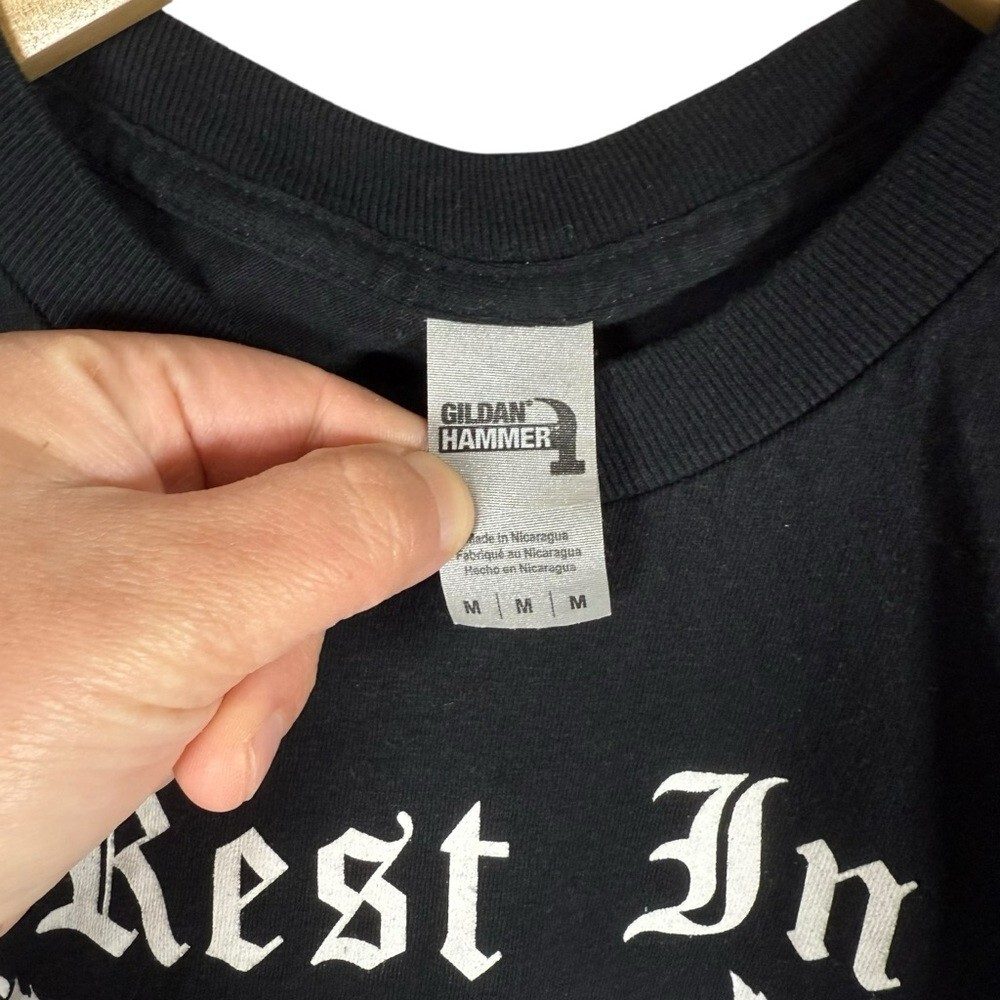 GILDAN®
HAMMER
Made in Nicaragua
Fabriqué au Nicaragua
Hecho en Nicaragua
M | M | M
Rest In